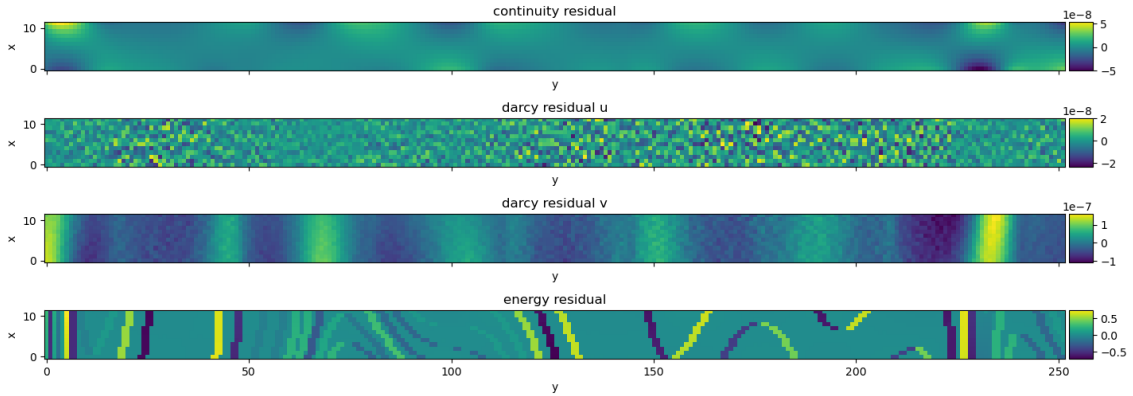 continuity residual
1e−8
10
x
0
5
0
−5
y
darcy residual u
1e−8
10
x
0
2
0
−2
y
darcy residual v
1e−7
10
x
0
1
0
−1
y
energy residual
10
x
0
0.5
0.0
−0.5
0 50 100 150 200 250
y